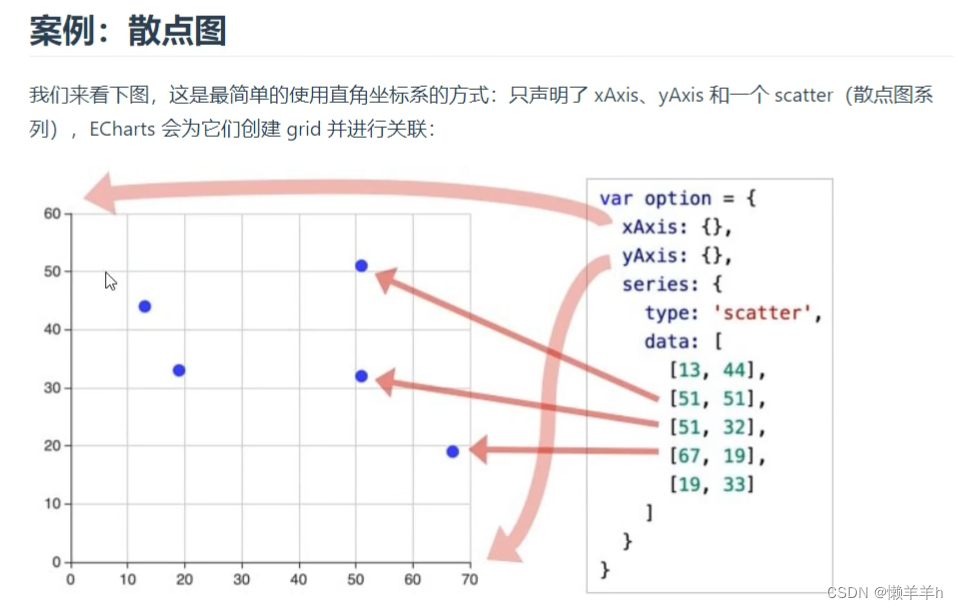 案例：散点图
我们来看下图，这是最简单的使用直角坐标系的方式：只声明了 xAxis、yAxis 和一个 scatter（散点图系
列），ECharts 会为它们创建 grid 并进行关联：
60
50
40
30
20
10
0
0 10 20 30 40 50 60 70
var option = {
xAxis: {},
yAxis: {},
series: {
type: 'scatter',
data: [
[13, 44],
[51, 51],
[51, 32],
[67, 19],
[19, 33]
]
}
}
CSDN @懒羊羊h